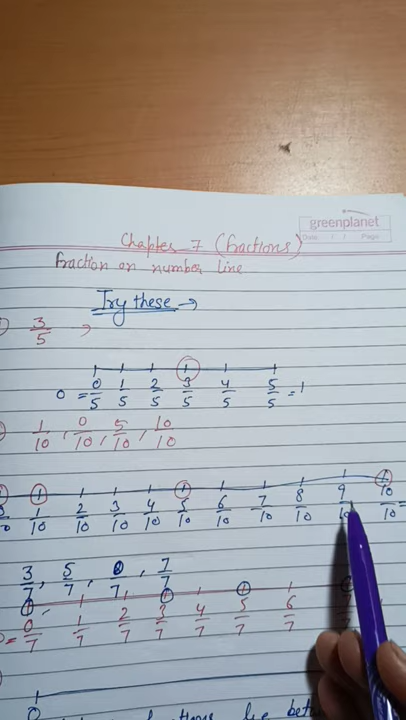 greenplanet
Date / / Page
Chapter 7 (fractions)
Fraction on number line
Try these →
3/5
0 = 0/5 1/5 2/5 3/5 4/5 5/5 = 1
1/10, 0/10, 5/10, 10/10
1/10 2/10 3/10 4/10 5/10 6/10 7/10 8/10 9/10 10/10 =
3/7, 5/7, 0/7, 7/7
0/7 1/7 2/7 3/7 4/7 5/7 6/7
0